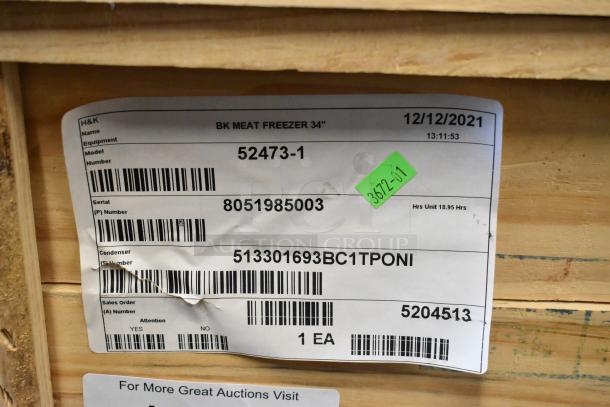 H&K
Name
Equipment
BK MEAT FREEZER 34"
12/12/2021
13:11:53
Model
Number
52473-1
3672-01
Serial
(P) Number
8051985003
Hrs Unit 18.95 Hrs
AUCTION GROUP
Condenser
(S) Number
513301693BC1TPONI
Sales Order
(A) Number
5204513
Attention
YES
NO
1 EA
For More Great Auctions Visit